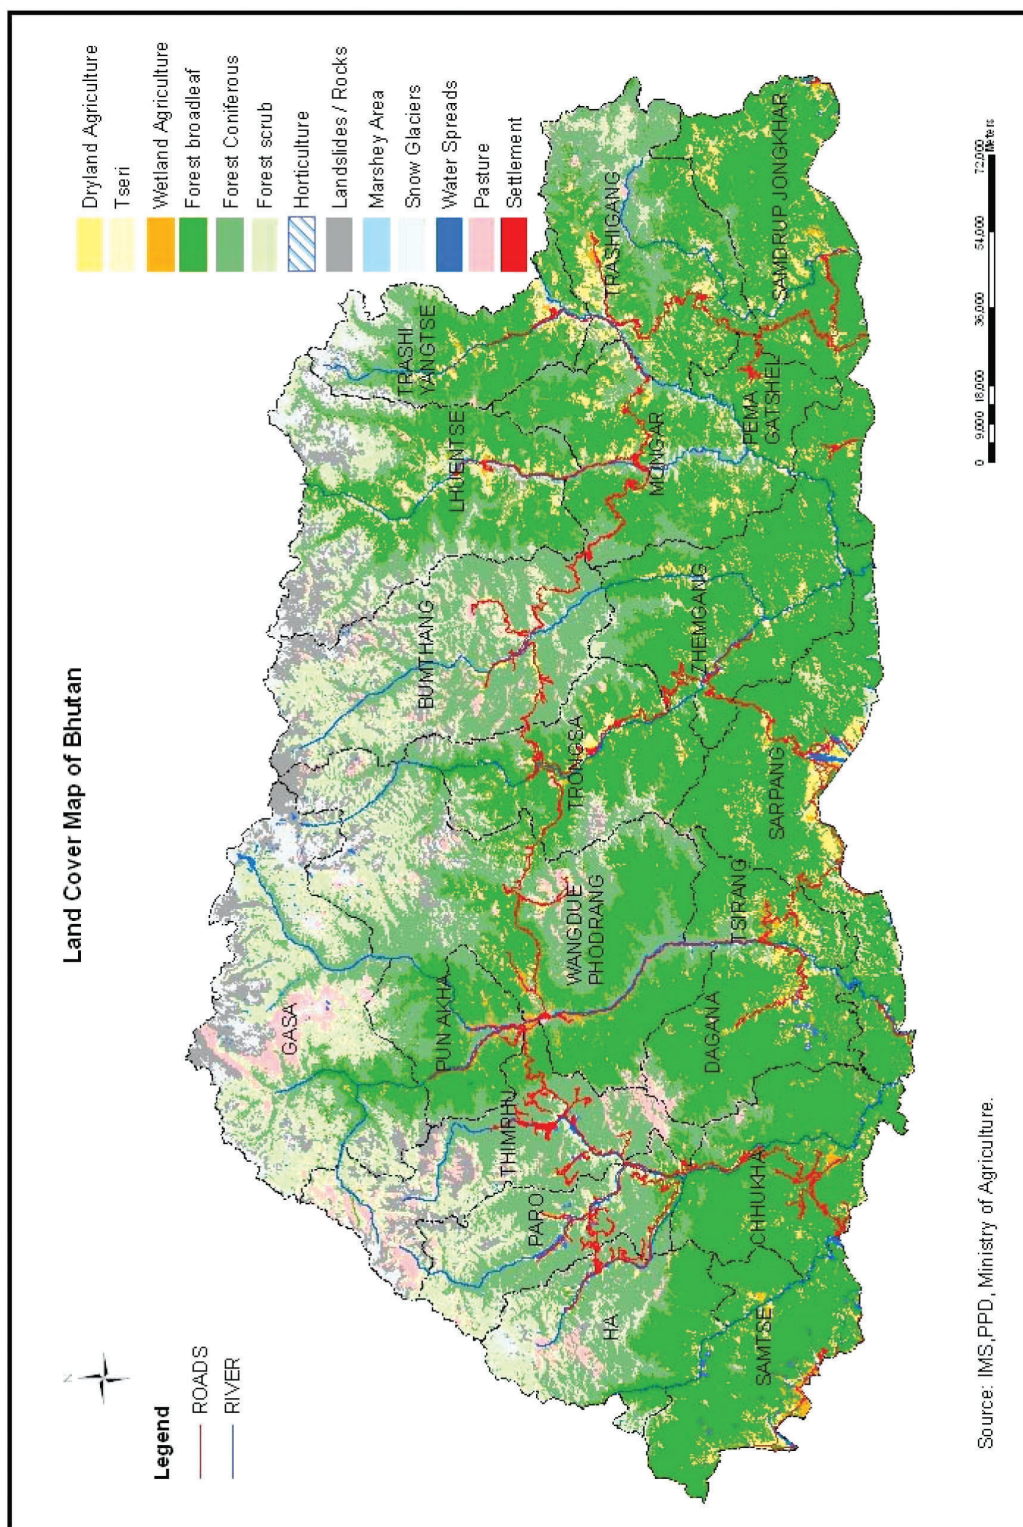 Land Cover Map of Bhutan
N
Legend
ROADS
RIVER
Dryland Agriculture
Tseri
Wetland Agriculture
Forest broadleaf
Forest Coniferous
Forest scrub
Horticulture
Landslides / Rocks
Marshey Area
Snow Glaciers
Water Spreads
Pasture
Settlement
GASA
PUNAKHA
THIMPHU
PARO
HA
SAMTSE
CHHUKHA
DAGANA
WANGDUE
PHODRANG
TSIRANG
SARPANG
TRONGSA
BUMTHANG
ZHEMGANG
LHUENTSE
MONGAR
TRASHI
YANGTSE
TRASHIGANG
PEMA
GATSHEL
SAMDRUP JONGKHAR
0 9,000 18,000 36,000 54,000 72,000
Meters
Source: IMS,PPD, Ministry of Agriculture.